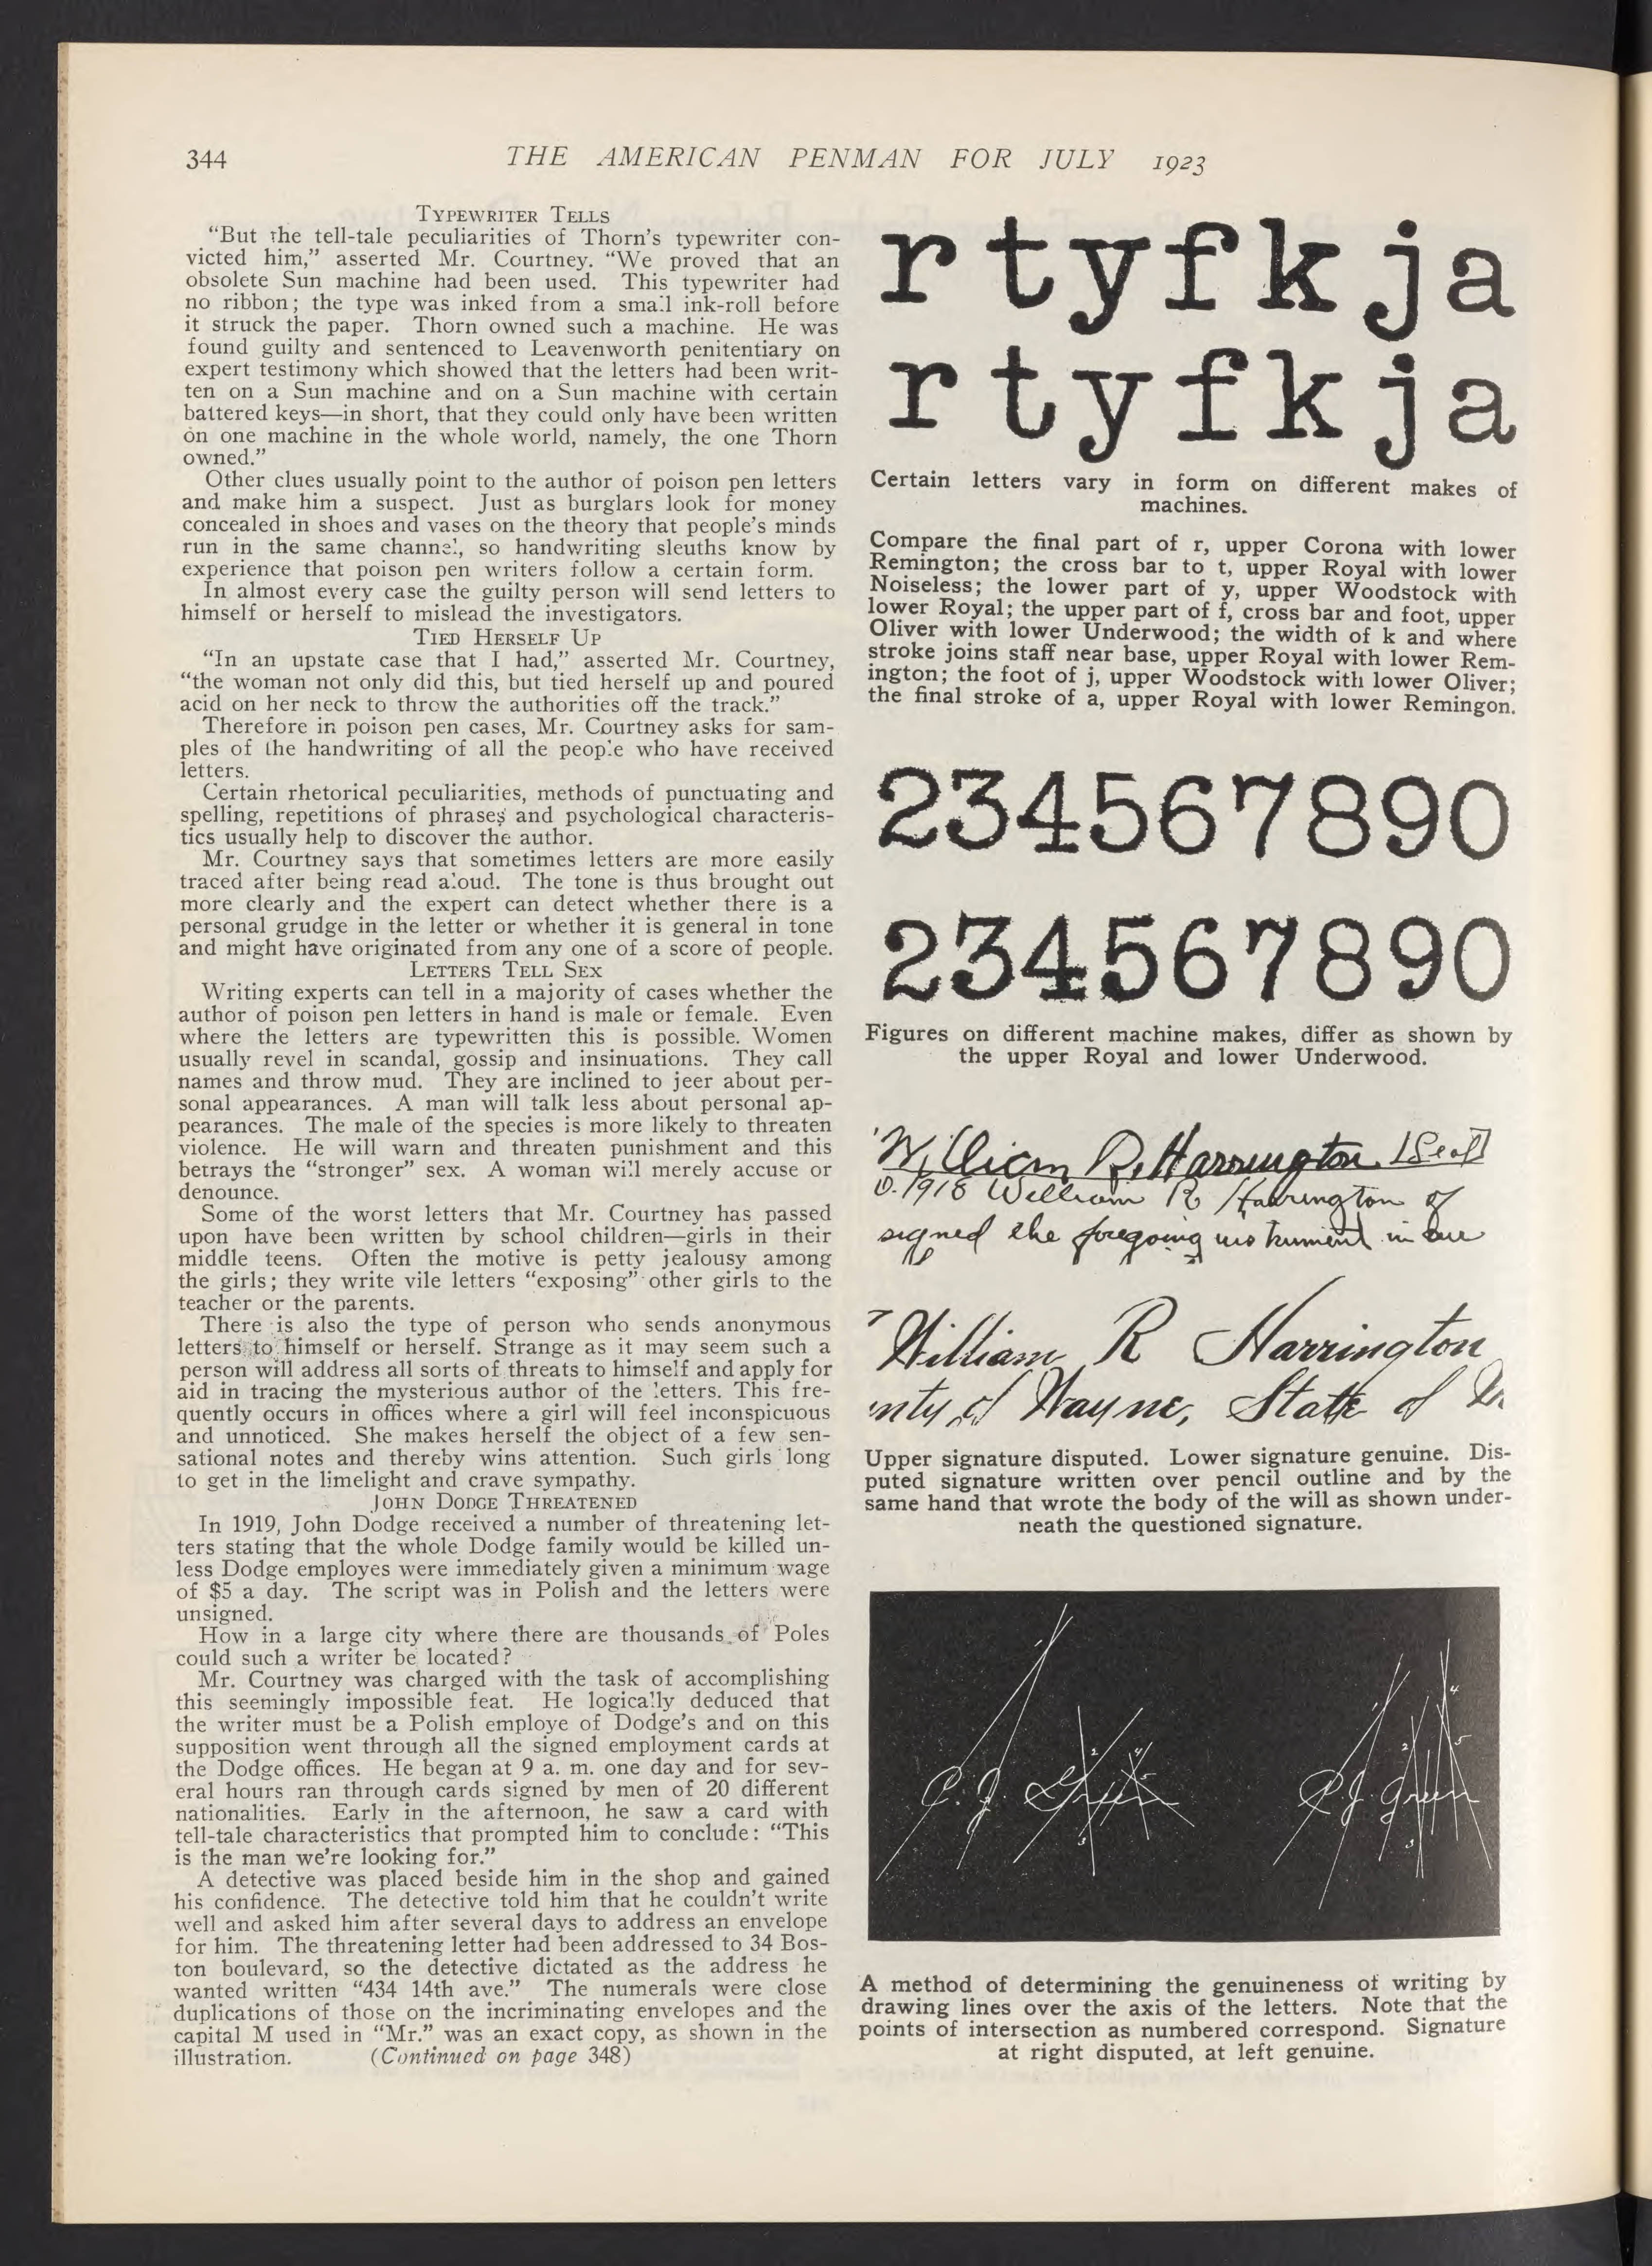 344
THE AMERICAN PENMAN FOR JULY 1923
TYPEWRITER TELLS
“But the tell-tale peculiarities of Thorn’s typewriter con-
victed him,” asserted Mr. Courtney. “We proved that an
obsolete Sun machine had been used. This typewriter had
no ribbon; the type was inked from a small ink-roll before
it struck the paper. Thorn owned such a machine. He was
found guilty and sentenced to Leavenworth penitentiary on
expert testimony which showed that the letters had been writ-
ten on a Sun machine and on a Sun machine with certain
battered keys—in short, that they could only have been written
on one machine in the whole world, namely, the one Thorn
owned.”
Other clues usually point to the author of poison pen letters
and make him a suspect. Just as burglars look for money
concealed in shoes and vases on the theory that people’s minds
run in the same channel, so handwriting sleuths know by
experience that poison pen writers follow a certain form.
In almost every case the guilty person will send letters to
himself or herself to mislead the investigators.
TIED HERSELF UP
“In an upstate case that I had,” asserted Mr. Courtney,
“the woman not only did this, but tied herself up and poured
acid on her neck to throw the authorities off the track.”
Therefore in poison pen cases, Mr. Courtney asks for sam-
ples of the handwriting of all the people who have received
letters.
Certain rhetorical peculiarities, methods of punctuating and
spelling, repetitions of phrases and psychological characteris-
tics usually help to discover the author.
Mr. Courtney says that sometimes letters are more easily
traced after being read aloud. The tone is thus brought out
more clearly and the expert can detect whether there is a
personal grudge in the letter or whether it is general in tone
and might have originated from any one of a score of people.
LETTERS TELL SEX
Writing experts can tell in a majority of cases whether the
author of poison pen letters in hand is male or female. Even
where the letters are typewritten this is possible. Women
usually revel in scandal, gossip and insinuations. They call
names and throw mud. They are inclined to jeer about per-
sonal appearances. A man will talk less about personal ap-
pearances. The male of the species is more likely to threaten
violence. He will warn and threaten punishment and this
betrays the “stronger” sex. A woman will merely accuse or
denounce.
Some of the worst letters that Mr. Courtney has passed
upon have been written by school children—girls in their
middle teens. Often the motive is petty jealousy among
the girls; they write vile letters “exposing” other girls to the
teacher or the parents.
There is also the type of person who sends anonymous
letters to himself or herself. Strange as it may seem such a
person will address all sorts of threats to himself and apply for
aid in tracing the mysterious author of the letters. This fre-
quently occurs in offices where a girl will feel inconspicuous
and unnoticed. She makes herself the object of a few sen-
sational notes and thereby wins attention. Such girls long
to get in the limelight and crave sympathy.
JOHN DODGE THREATENED
In 1919, John Dodge received a number of threatening let-
ters stating that the whole Dodge family would be killed un-
less Dodge employes were immediately given a minimum wage
of $5 a day. The script was in Polish and the letters were
unsigned.
How in a large city where there are thousands of Poles
could such a writer be located?
Mr. Courtney was charged with the task of accomplishing
this seemingly impossible feat. He logically deduced that
the writer must be a Polish employe of Dodge’s and on this
supposition went through all the signed employment cards at
the Dodge offices. He began at 9 a. m. one day and for sev-
eral hours ran through cards signed by men of 20 different
nationalities. Early in the afternoon, he saw a card with
tell-tale characteristics that prompted him to conclude: “This
is the man we’re looking for.”
A detective was placed beside him in the shop and gained
his confidence. The detective told him that he couldn’t write
well and asked him after several days to address an envelope
for him. The threatening letter had been addressed to 34 Bos-
ton boulevard, so the detective dictated as the address he
wanted written “434 14th ave.” The numerals were close
duplications of those on the incriminating envelopes and the
capital M used in “Mr.” was an exact copy, as shown in the
illustration. (Continued on page 348)
r t y f k j a
r t y f k j a
Certain letters vary in form on different makes of
machines.
Compare the final part of r, upper Corona with lower
Remington; the cross bar to t, upper Royal with lower
Noiseless; the lower part of y, upper Woodstock with
lower Royal; the upper part of f, cross bar and foot, upper
Oliver with lower Underwood; the width of k and where
stroke joins staff near base, upper Royal with lower Rem-
ington; the foot of j, upper Woodstock with lower Oliver;
the final stroke of a, upper Royal with lower Remingon.
234567890
234567890
Figures on different machine makes, differ as shown by
the upper Royal and lower Underwood.
William R. Harrington [Seal]
D. 1918 William R Harrington of
signed the foregoing instrument in our
William R Harrington
nty of Wayne, State of M
Upper signature disputed. Lower signature genuine. Dis-
puted signature written over pencil outline and by the
same hand that wrote the body of the will as shown under-
neath the questioned signature.
C. J. Green 2 4 5 3
C. J. Green 2 4 5 3
A method of determining the genuineness of writing by
drawing lines over the axis of the letters. Note that the
points of intersection as numbered correspond. Signature
at right disputed, at left genuine.